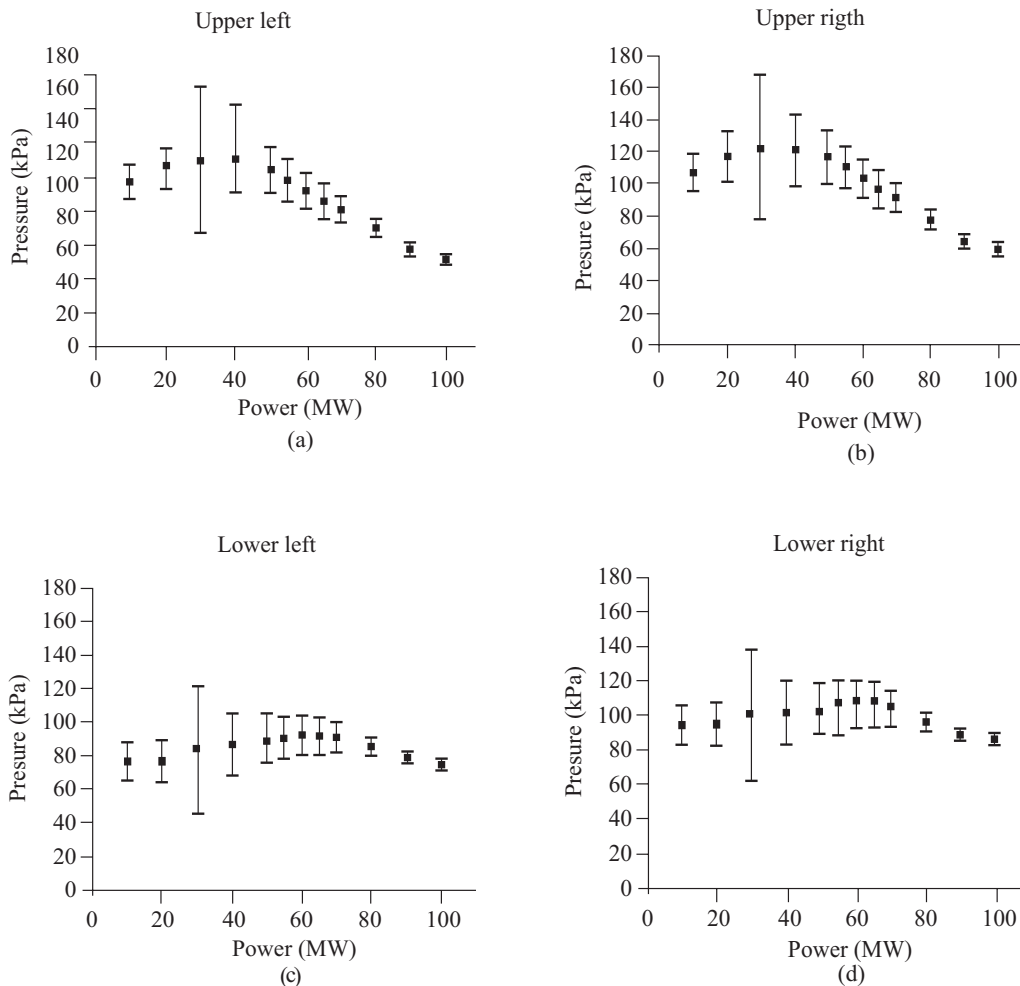 Upper left
180
160
140
120
100
80
60
40
20
0
Pressure (kPa)
0 20 40 60 80 100
Power (MW)
(a)
Upper rigth
180
160
140
120
100
80
60
40
20
0
Presure (kPa)
0 20 40 60 80 100
Power (MW)
(b)
Lower left
180
160
140
120
100
80
60
40
20
0
Presure (kPa)
0 20 40 60 80 100
Power (MW)
(c)
Lower right
180
160
140
120
100
80
60
40
20
0
Presure (kPa)
0 20 40 60 80 100
Power (MW)
(d)